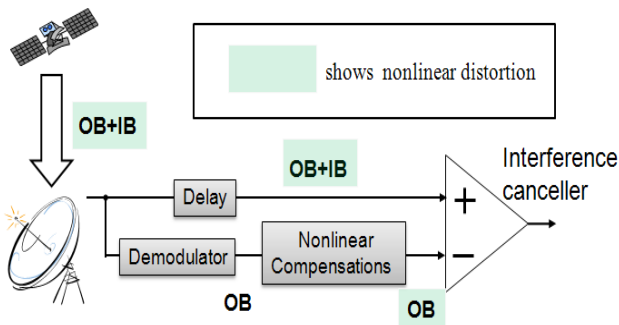 shows nonlinear distortion
OB+IB
OB+IB
Interference
canceller
Delay
+
Demodulator
Nonlinear
Compensations
−
OB
OB